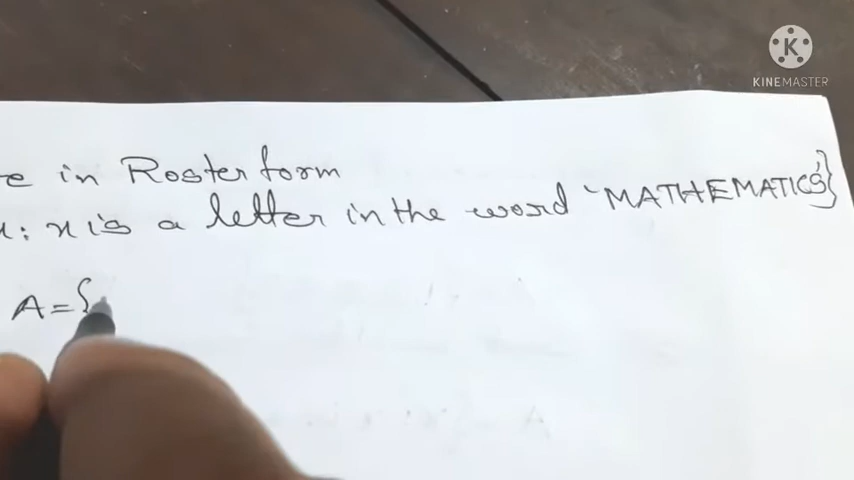 KINEMASTER
e in Roster form
x: x is a letter in the word 'MATHEMATICS'}
A={